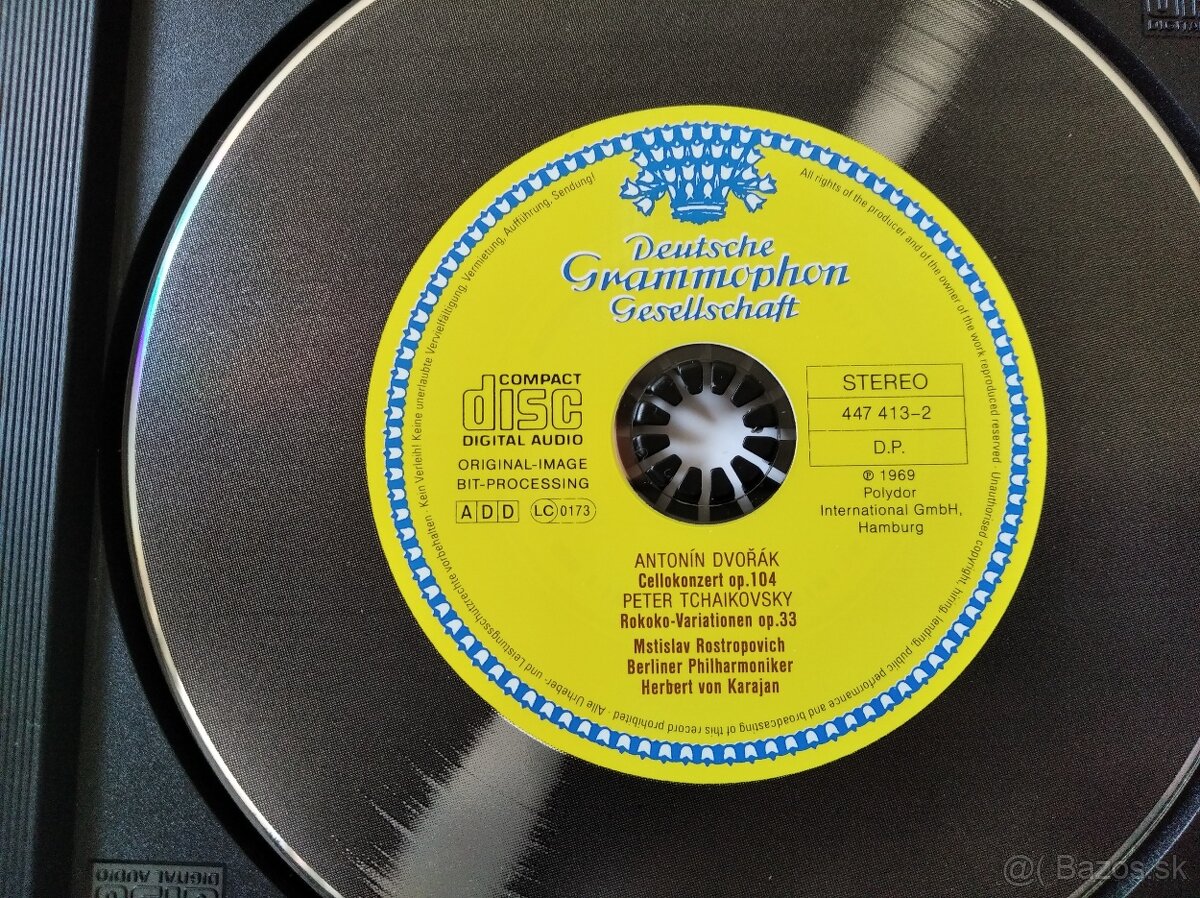 Deutsche
Grammophon
Gesellschaft
COMPACT
disc
DIGITAL AUDIO
ORIGINAL-IMAGE
BIT-PROCESSING
A D D
LC 0173
STEREO
447 413-2
D.P.
℗ 1969
Polydor
International GmbH,
Hamburg
ANTONÍN DVOŘÁK
Cellokonzert op.104
PETER TCHAIKOVSKY
Rokoko-Variationen op.33
Mstislav Rostropovich
Berliner Philharmoniker
Herbert von Karajan
Alle Urheber- und Leistungsschutzrechte vorbehalten · Kein Verleih! Keine unerlaubte Vervielfältigung, Vermietung, Aufführung, Sendung!
All rights of the producer and of the owner of the work reproduced reserved · Unauthorised copyright, hiring, lending, public performance and broadcasting of this record prohibited ·
DIGITAL AUDIO
DIGITAL
@( Bazos.sk